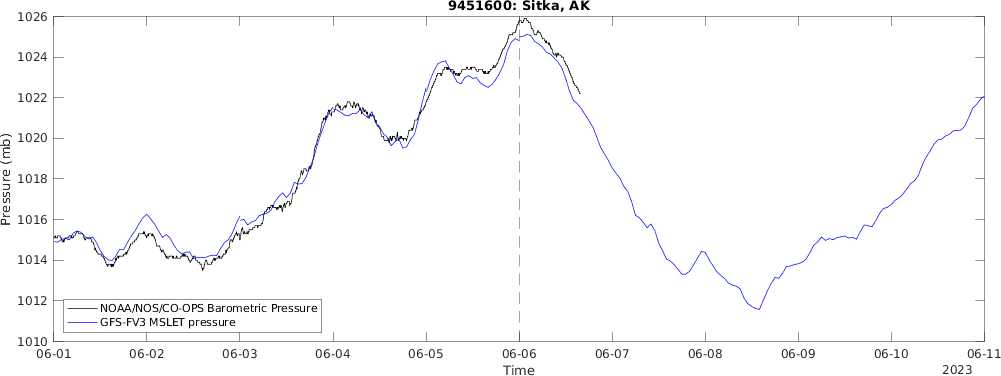 9451600: Sitka, AK
Pressure (mb)
1026
1024
1022
1020
1018
1016
1014
1012
1010
NOAA/NOS/CO-OPS Barometric Pressure
GFS-FV3 MSLET pressure
06-01 06-02 06-03 06-04 06-05 06-06 06-07 06-08 06-09 06-10 06-11
Time
2023